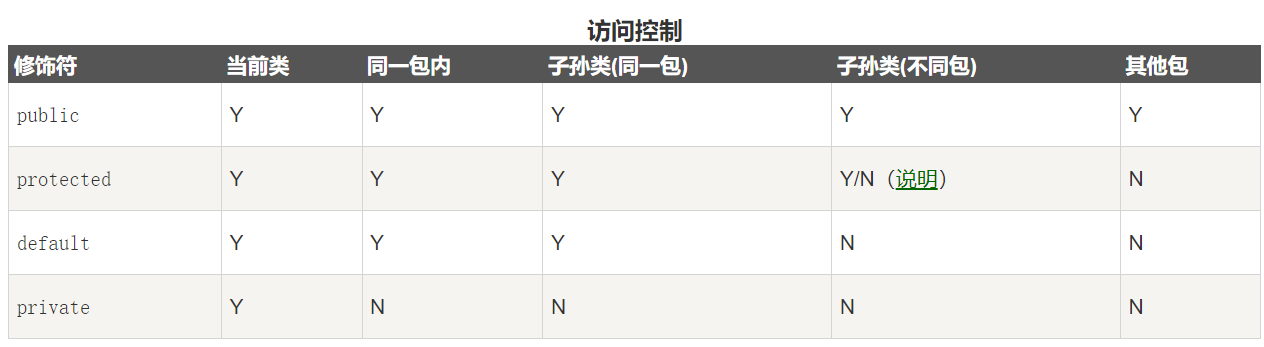 访问控制
修饰符 当前类 同一包内 子孙类(同一包) 子孙类(不同包) 其他包
public Y Y Y Y Y
protected Y Y Y Y/N（说明） N
default Y Y Y N N
private Y N N N N